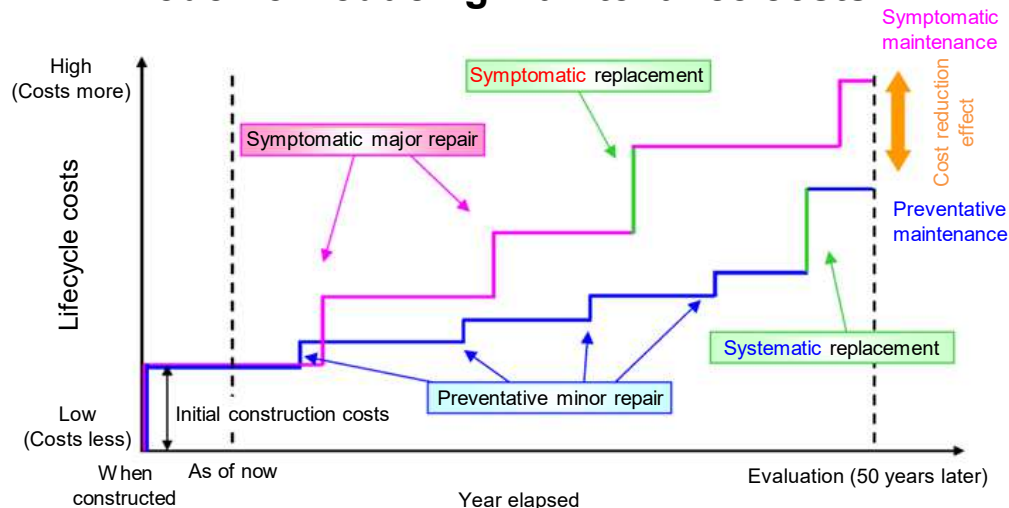 Symptomatic
maintenance
High
(Costs more)
Symptomatic replacement
Symptomatic major repair
Cost reduction
effect
Lifecycle costs
Preventative
maintenance
Systematic replacement
Preventative minor repair
Initial construction costs
Low
(Costs less)
When
constructed
As of now
Evaluation (50 years later)
Year elapsed